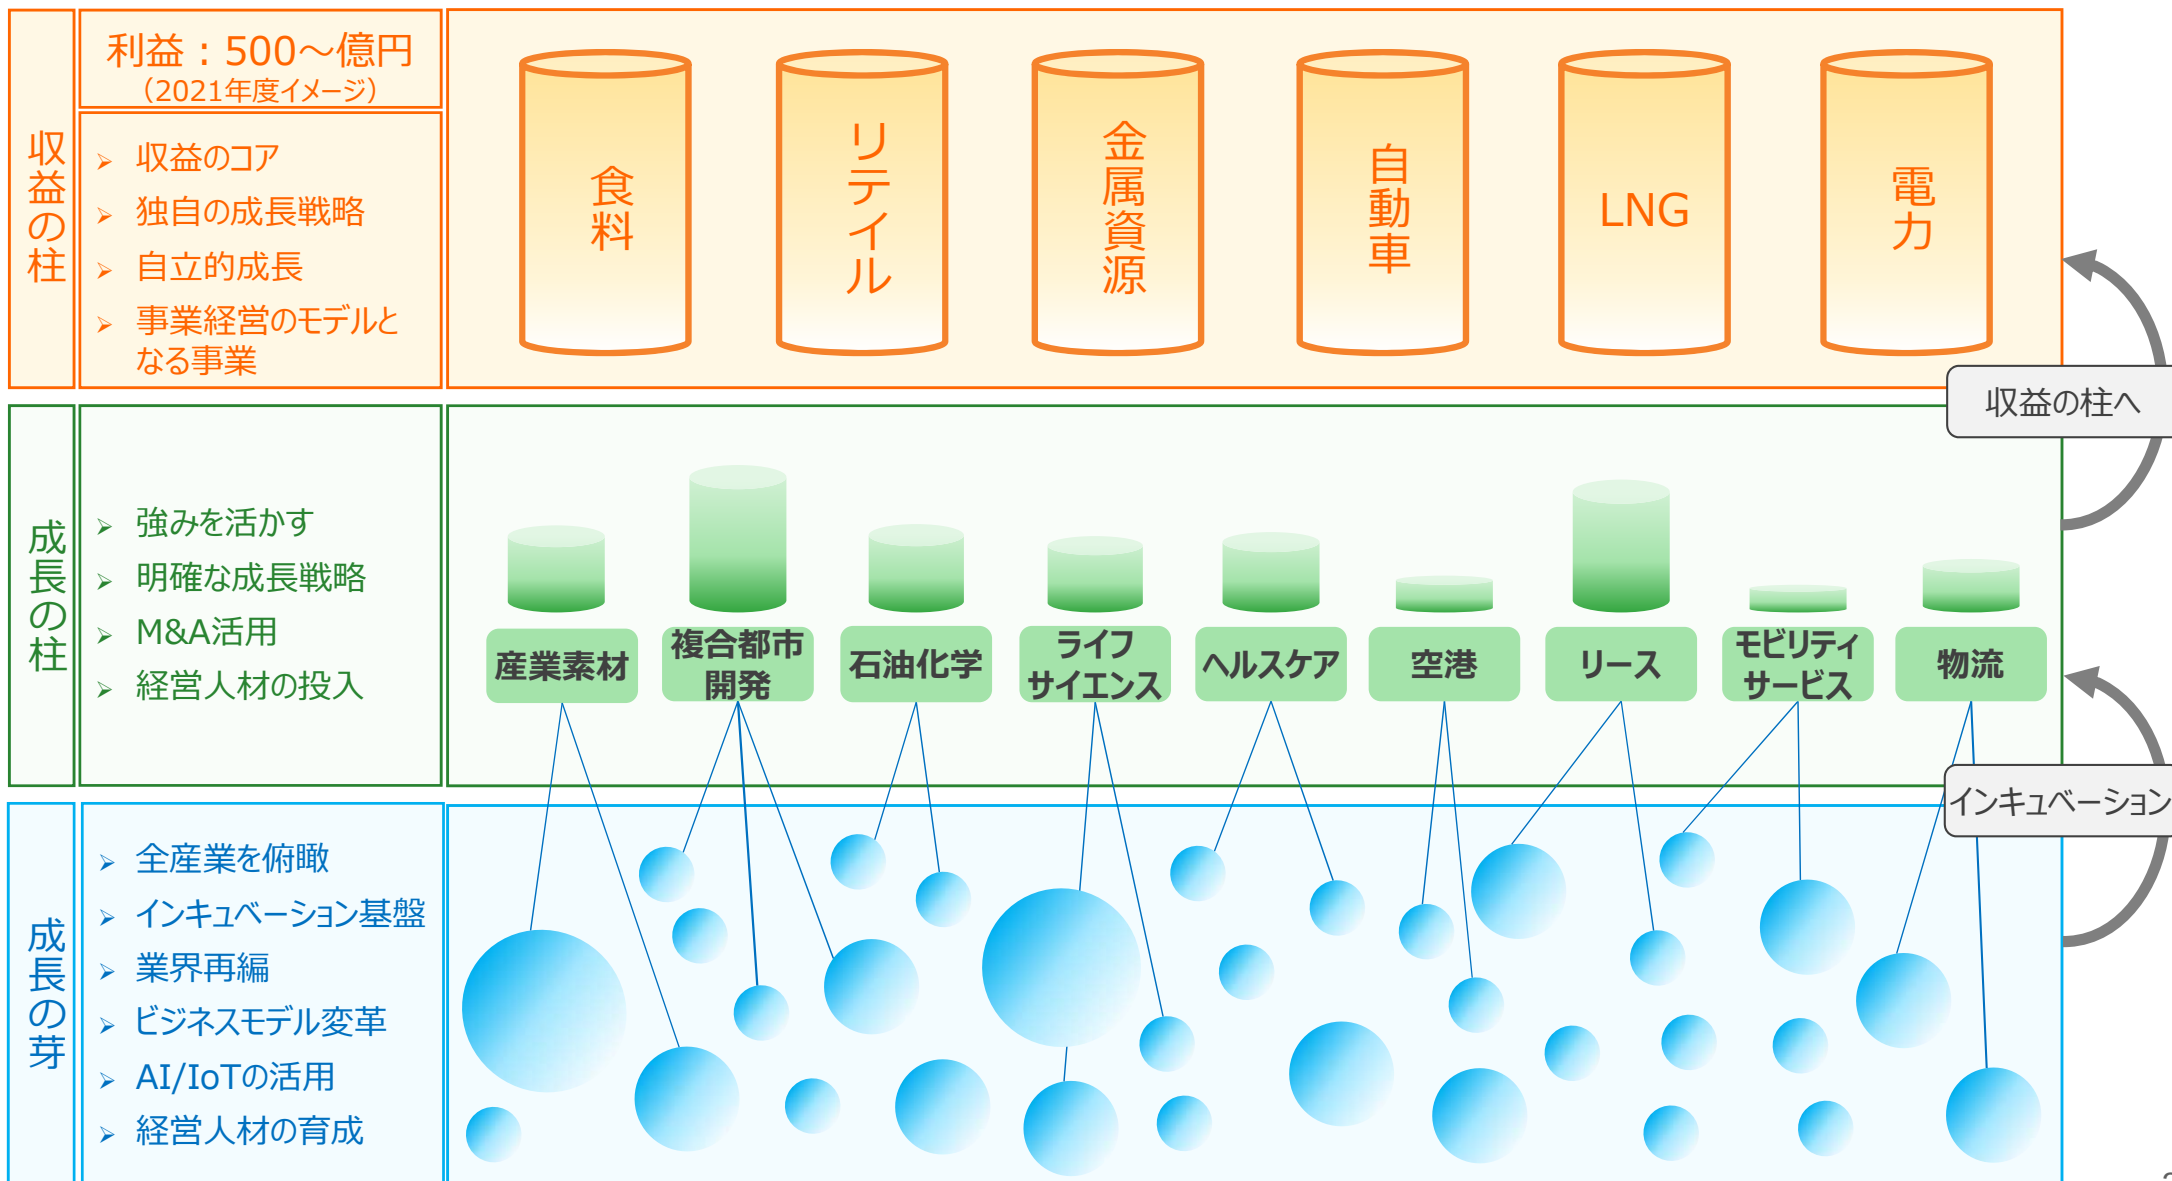 収益の柱
利益：500～億円
（2021年度イメージ）
収益のコア
独自の成長戦略
自立的成長
事業経営のモデルと
なる事業
食料
リテイル
金属資源
自動車
LNG
電力
収益の柱へ
成長の柱
強みを活かす
明確な成長戦略
M&A活用
経営人材の投入
産業素材
複合都市
開発
石油化学
ライフ
サイエンス
ヘルスケア
空港
リース
モビリティ
サービス
物流
インキュベーション
成長の芽
全産業を俯瞰
インキュベーション基盤
業界再編
ビジネスモデル変革
AI/IoTの活用
経営人材の育成